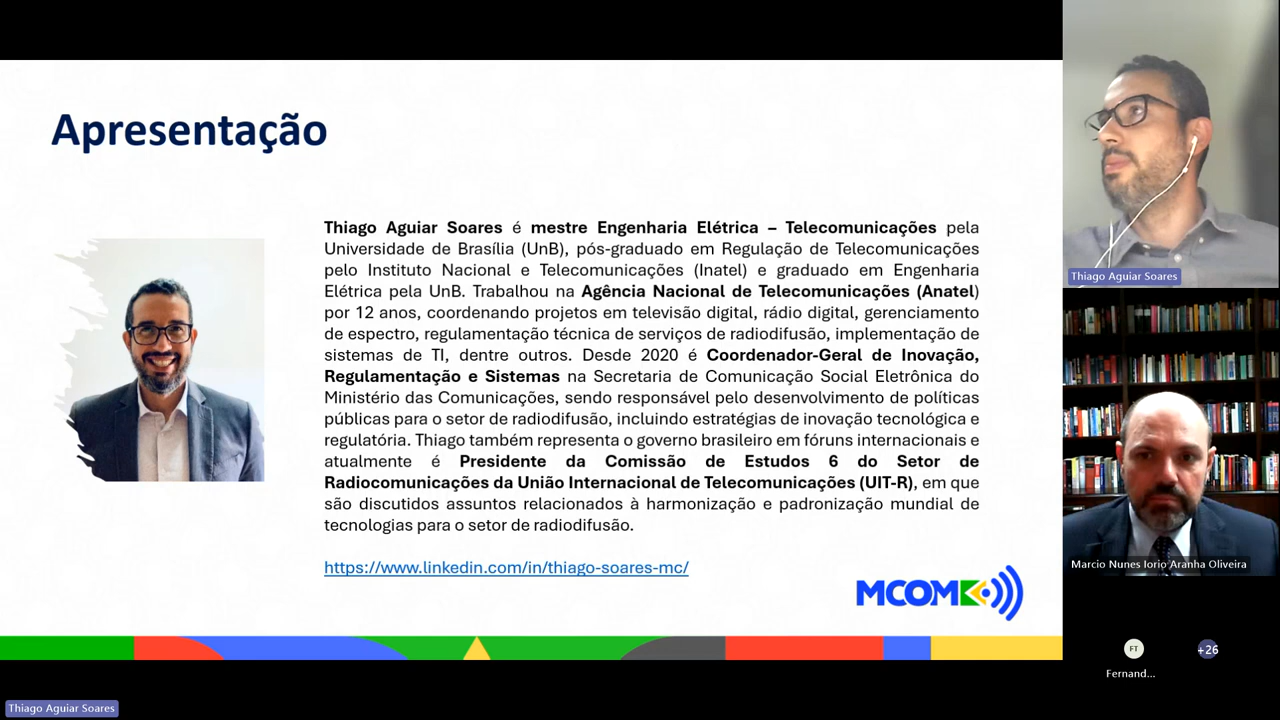 Apresentação
Thiago Aguiar Soares é mestre Engenharia Elétrica – Telecomunicações pela
Universidade de Brasília (UnB), pós-graduado em Regulação de Telecomunicações
pelo Instituto Nacional e Telecomunicações (Inatel) e graduado em Engenharia
Elétrica pela UnB. Trabalhou na Agência Nacional de Telecomunicações (Anatel)
por 12 anos, coordenando projetos em televisão digital, rádio digital, gerenciamento
de espectro, regulamentação técnica de serviços de radiodifusão, implementação de
sistemas de TI, dentre outros. Desde 2020 é Coordenador-Geral de Inovação,
Regulamentação e Sistemas na Secretaria de Comunicação Social Eletrônica do
Ministério das Comunicações, sendo responsável pelo desenvolvimento de políticas
públicas para o setor de radiodifusão, incluindo estratégias de inovação tecnológica e
regulatória. Thiago também representa o governo brasileiro em fóruns internacionais e
atualmente é Presidente da Comissão de Estudos 6 do Setor de
Radiocomunicações da União Internacional de Telecomunicações (UIT-R), em que
são discutidos assuntos relacionados à harmonização e padronização mundial de
tecnologias para o setor de radiodifusão.
https://www.linkedin.com/in/thiago-soares-mc/
MCOM
Thiago Aguiar Soares
Marcio Nunes Iorio Aranha Oliveira
FT
+26
Fernand...
Thiago Aguiar Soares